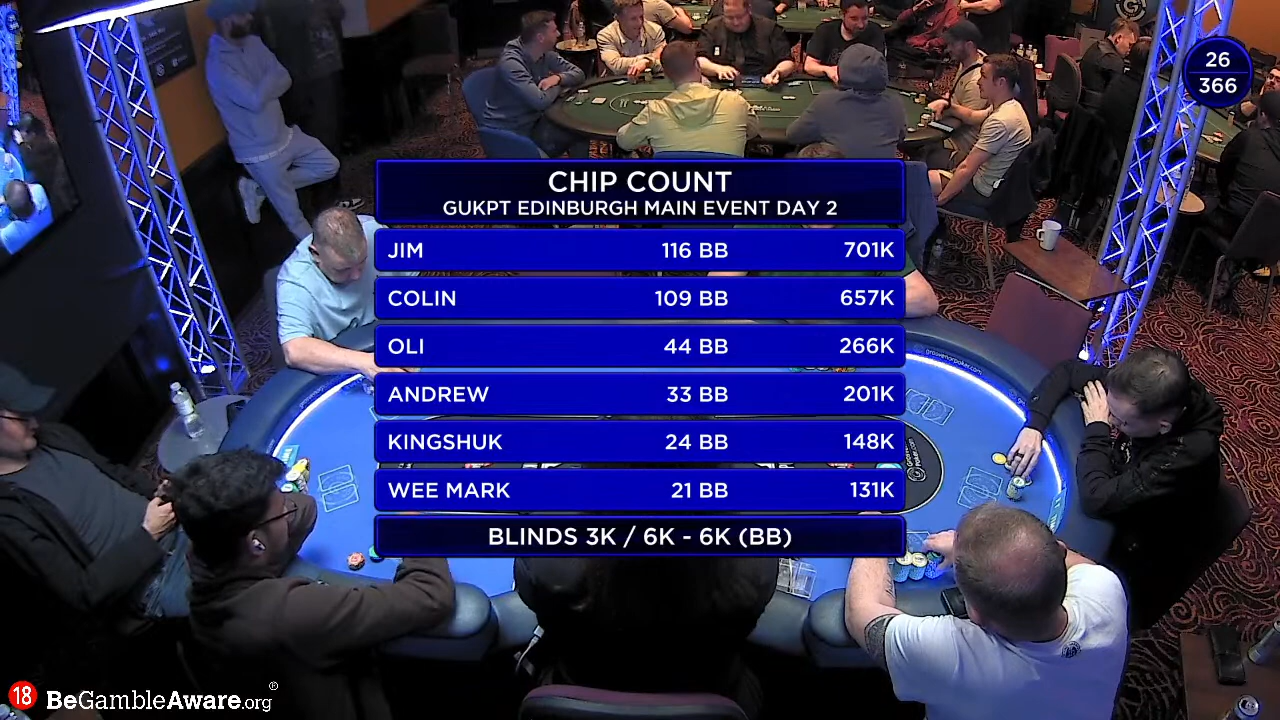 26
366
CHIP COUNT
GUKPT EDINBURGH MAIN EVENT DAY 2
JIM 116 BB 701K
COLIN 109 BB 657K
OLI 44 BB 266K
ANDREW 33 BB 201K
KINGSHUK 24 BB 148K
WEE MARK 21 BB 131K
BLINDS 3K / 6K - 6K (BB)
grosvenorpoker.com
18 BeGambleAware.org®